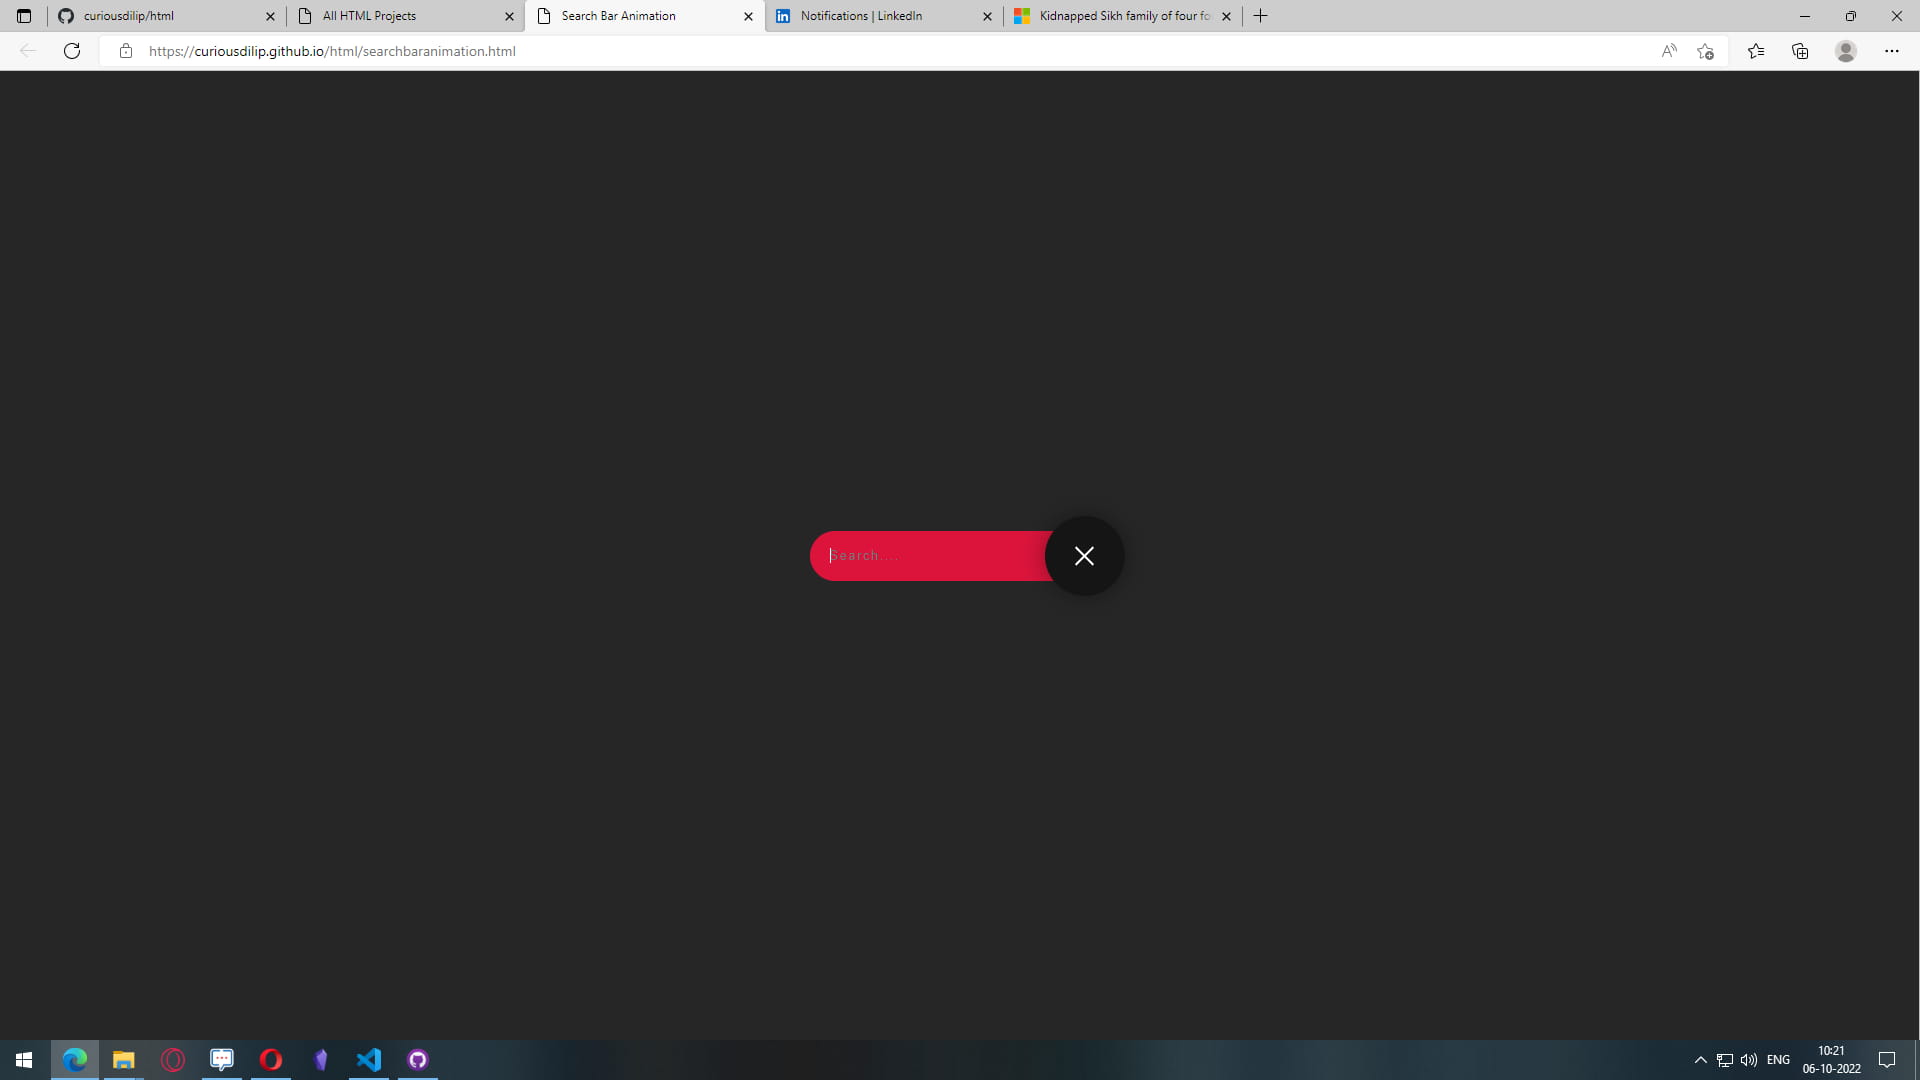 curiousdilip/html
All HTML Projects
Search Bar Animation
Notifications | LinkedIn
Kidnapped Sikh family of four fo
https://curiousdilip.github.io/html/searchbaranimation.html
Search....
ENG
10:21
06-10-2022